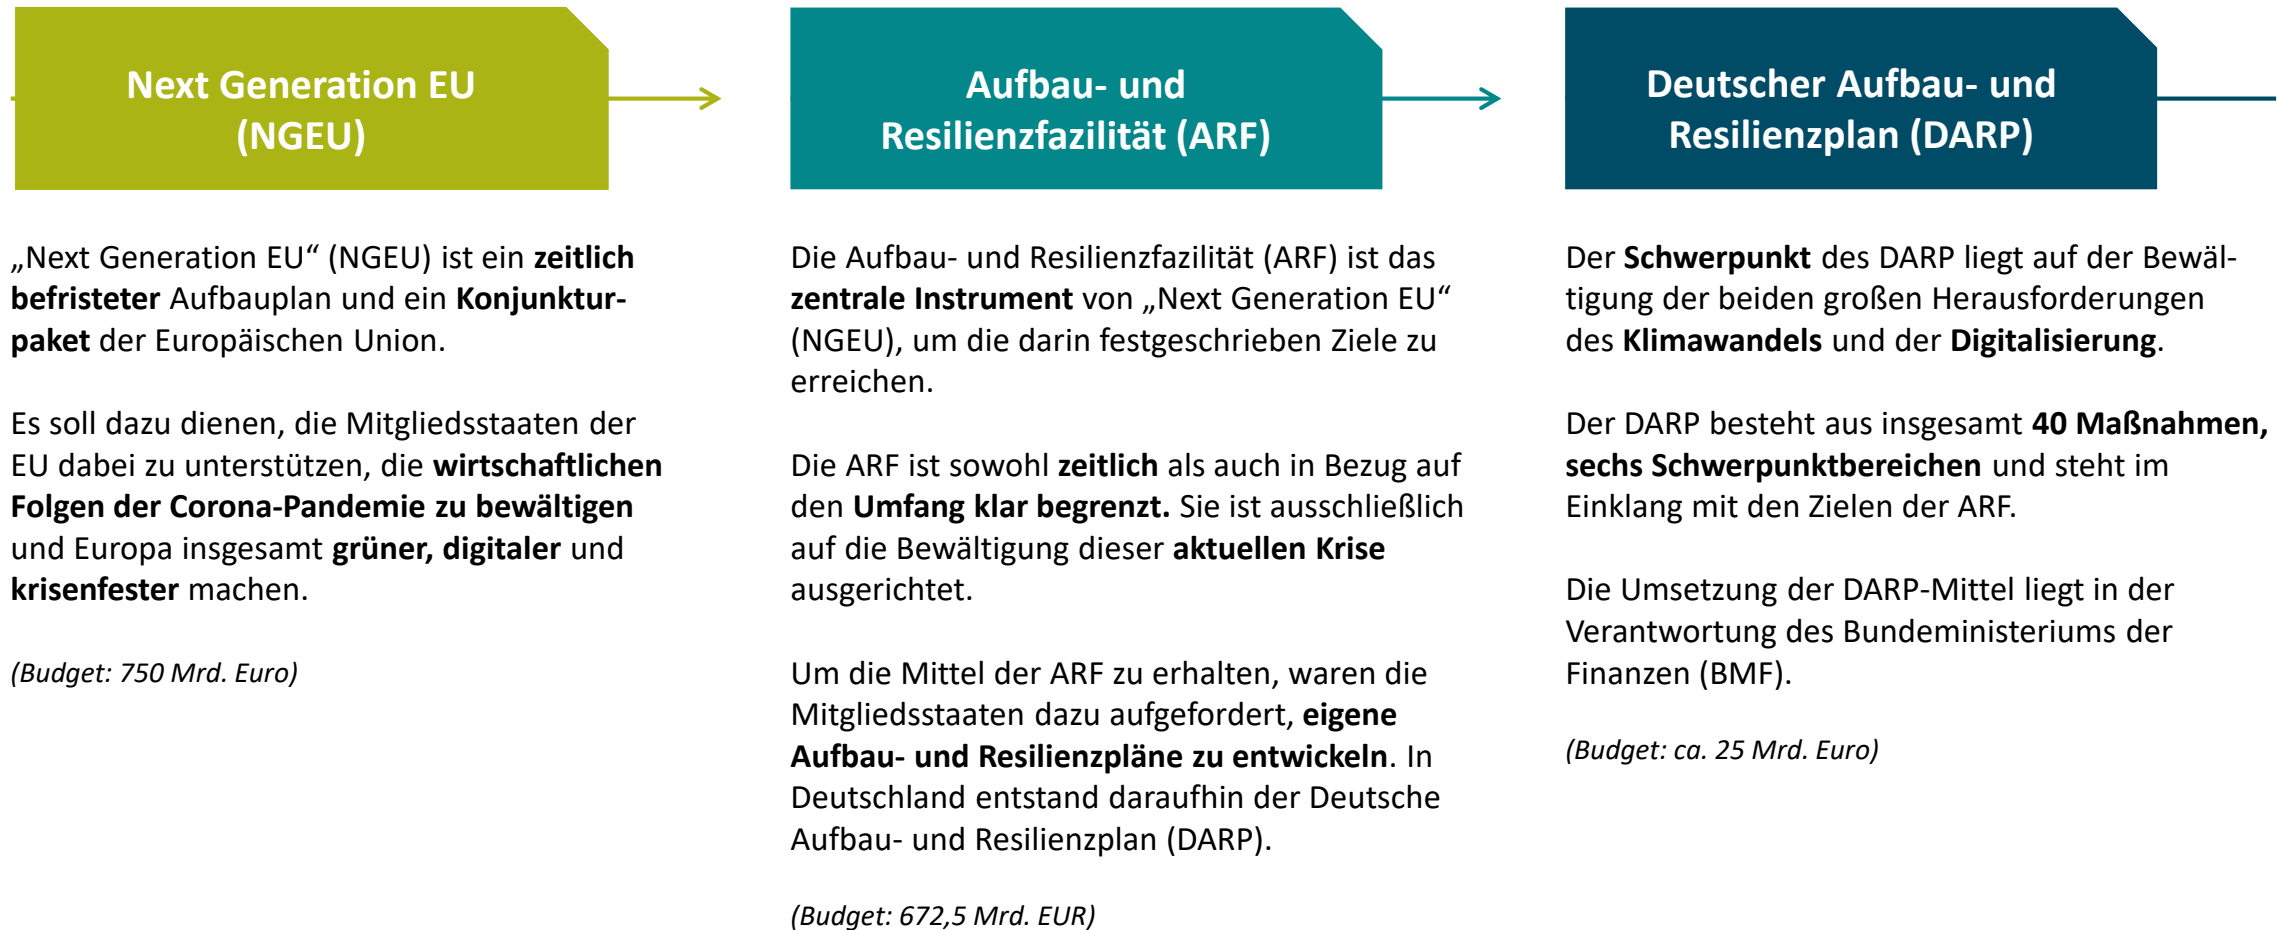 Next Generation EU
(NGEU)
„Next Generation EU“ (NGEU) ist ein zeitlich
befristeter Aufbauplan und ein Konjunktur-
paket der Europäischen Union.
Es soll dazu dienen, die Mitgliedsstaaten der
EU dabei zu unterstützen, die wirtschaftlichen
Folgen der Corona-Pandemie zu bewältigen
und Europa insgesamt grüner, digitaler und
krisenfester machen.
(Budget: 750 Mrd. Euro)
Aufbau- und
Resilienzfazilität (ARF)
Die Aufbau- und Resilienzfazilität (ARF) ist das
zentrale Instrument von „Next Generation EU“
(NGEU), um die darin festgeschrieben Ziele zu
erreichen.
Die ARF ist sowohl zeitlich als auch in Bezug auf
den Umfang klar begrenzt. Sie ist ausschließlich
auf die Bewältigung dieser aktuellen Krise
ausgerichtet.
Um die Mittel der ARF zu erhalten, waren die
Mitgliedsstaaten dazu aufgefordert, eigene
Aufbau- und Resilienzpläne zu entwickeln. In
Deutschland entstand daraufhin der Deutsche
Aufbau- und Resilienzplan (DARP).
(Budget: 672,5 Mrd. EUR)
Deutscher Aufbau- und
Resilienzplan (DARP)
Der Schwerpunkt des DARP liegt auf der Bewäl-
tigung der beiden großen Herausforderungen
des Klimawandels und der Digitalisierung.
Der DARP besteht aus insgesamt 40 Maßnahmen,
sechs Schwerpunktbereichen und steht im
Einklang mit den Zielen der ARF.
Die Umsetzung der DARP-Mittel liegt in der
Verantwortung des Bundeministeriums der
Finanzen (BMF).
(Budget: ca. 25 Mrd. Euro)